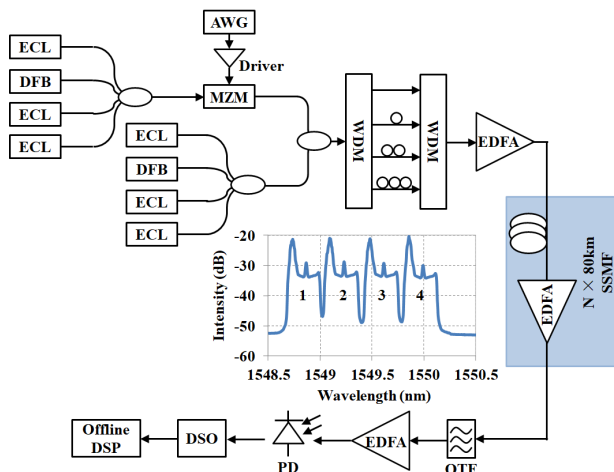 AWG
ECL
Driver
DFB
MZM
ECL
ECL
ECL
DFB
ECL
ECL
WDM
WDM
EDFA
EDFA
N × 80km
SSMF
-20
-30
-40
-50
-60
Intensity (dB)
1 2 3 4
1548.5 1549 1549.5 1550 1550.5
Wavelength (nm)
Offline
DSP
DSO
PD
EDFA
OTF